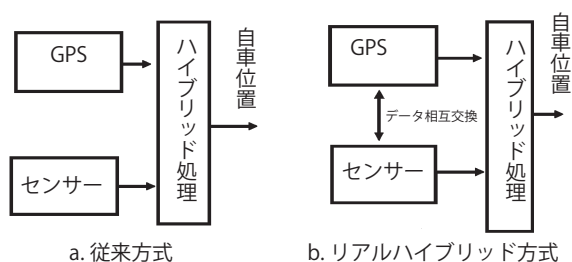 GPS
センサー
ハイブリッド処理
自車位置
a. 従来方式
GPS
データ相互交換
センサー
ハイブリッド処理
自車位置
b. リアルハイブリッド方式